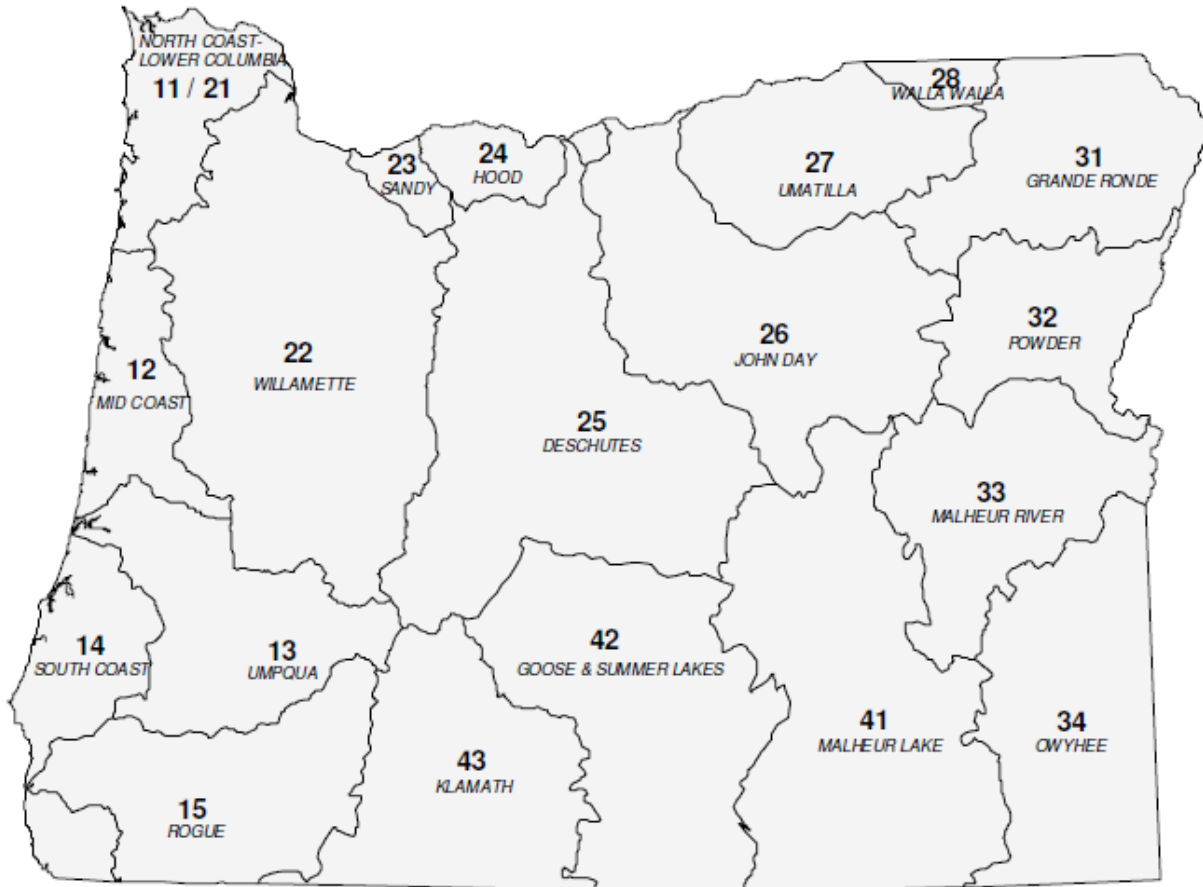 NORTH COAST-
LOWER COLUMBIA
11 / 21
28
WALLA WALLA
23
SANDY
24
HOOD
27
UMATILLA
31
GRANDE RONDE
12
MID COAST
22
WILLAMETTE
26
JOHN DAY
32
POWDER
25
DESCHUTES
33
MALHEUR RIVER
14
SOUTH COAST
13
UMPQUA
42
GOOSE & SUMMER LAKES
41
MALHEUR LAKE
34
OWYHEE
43
KLAMATH
15
ROGUE